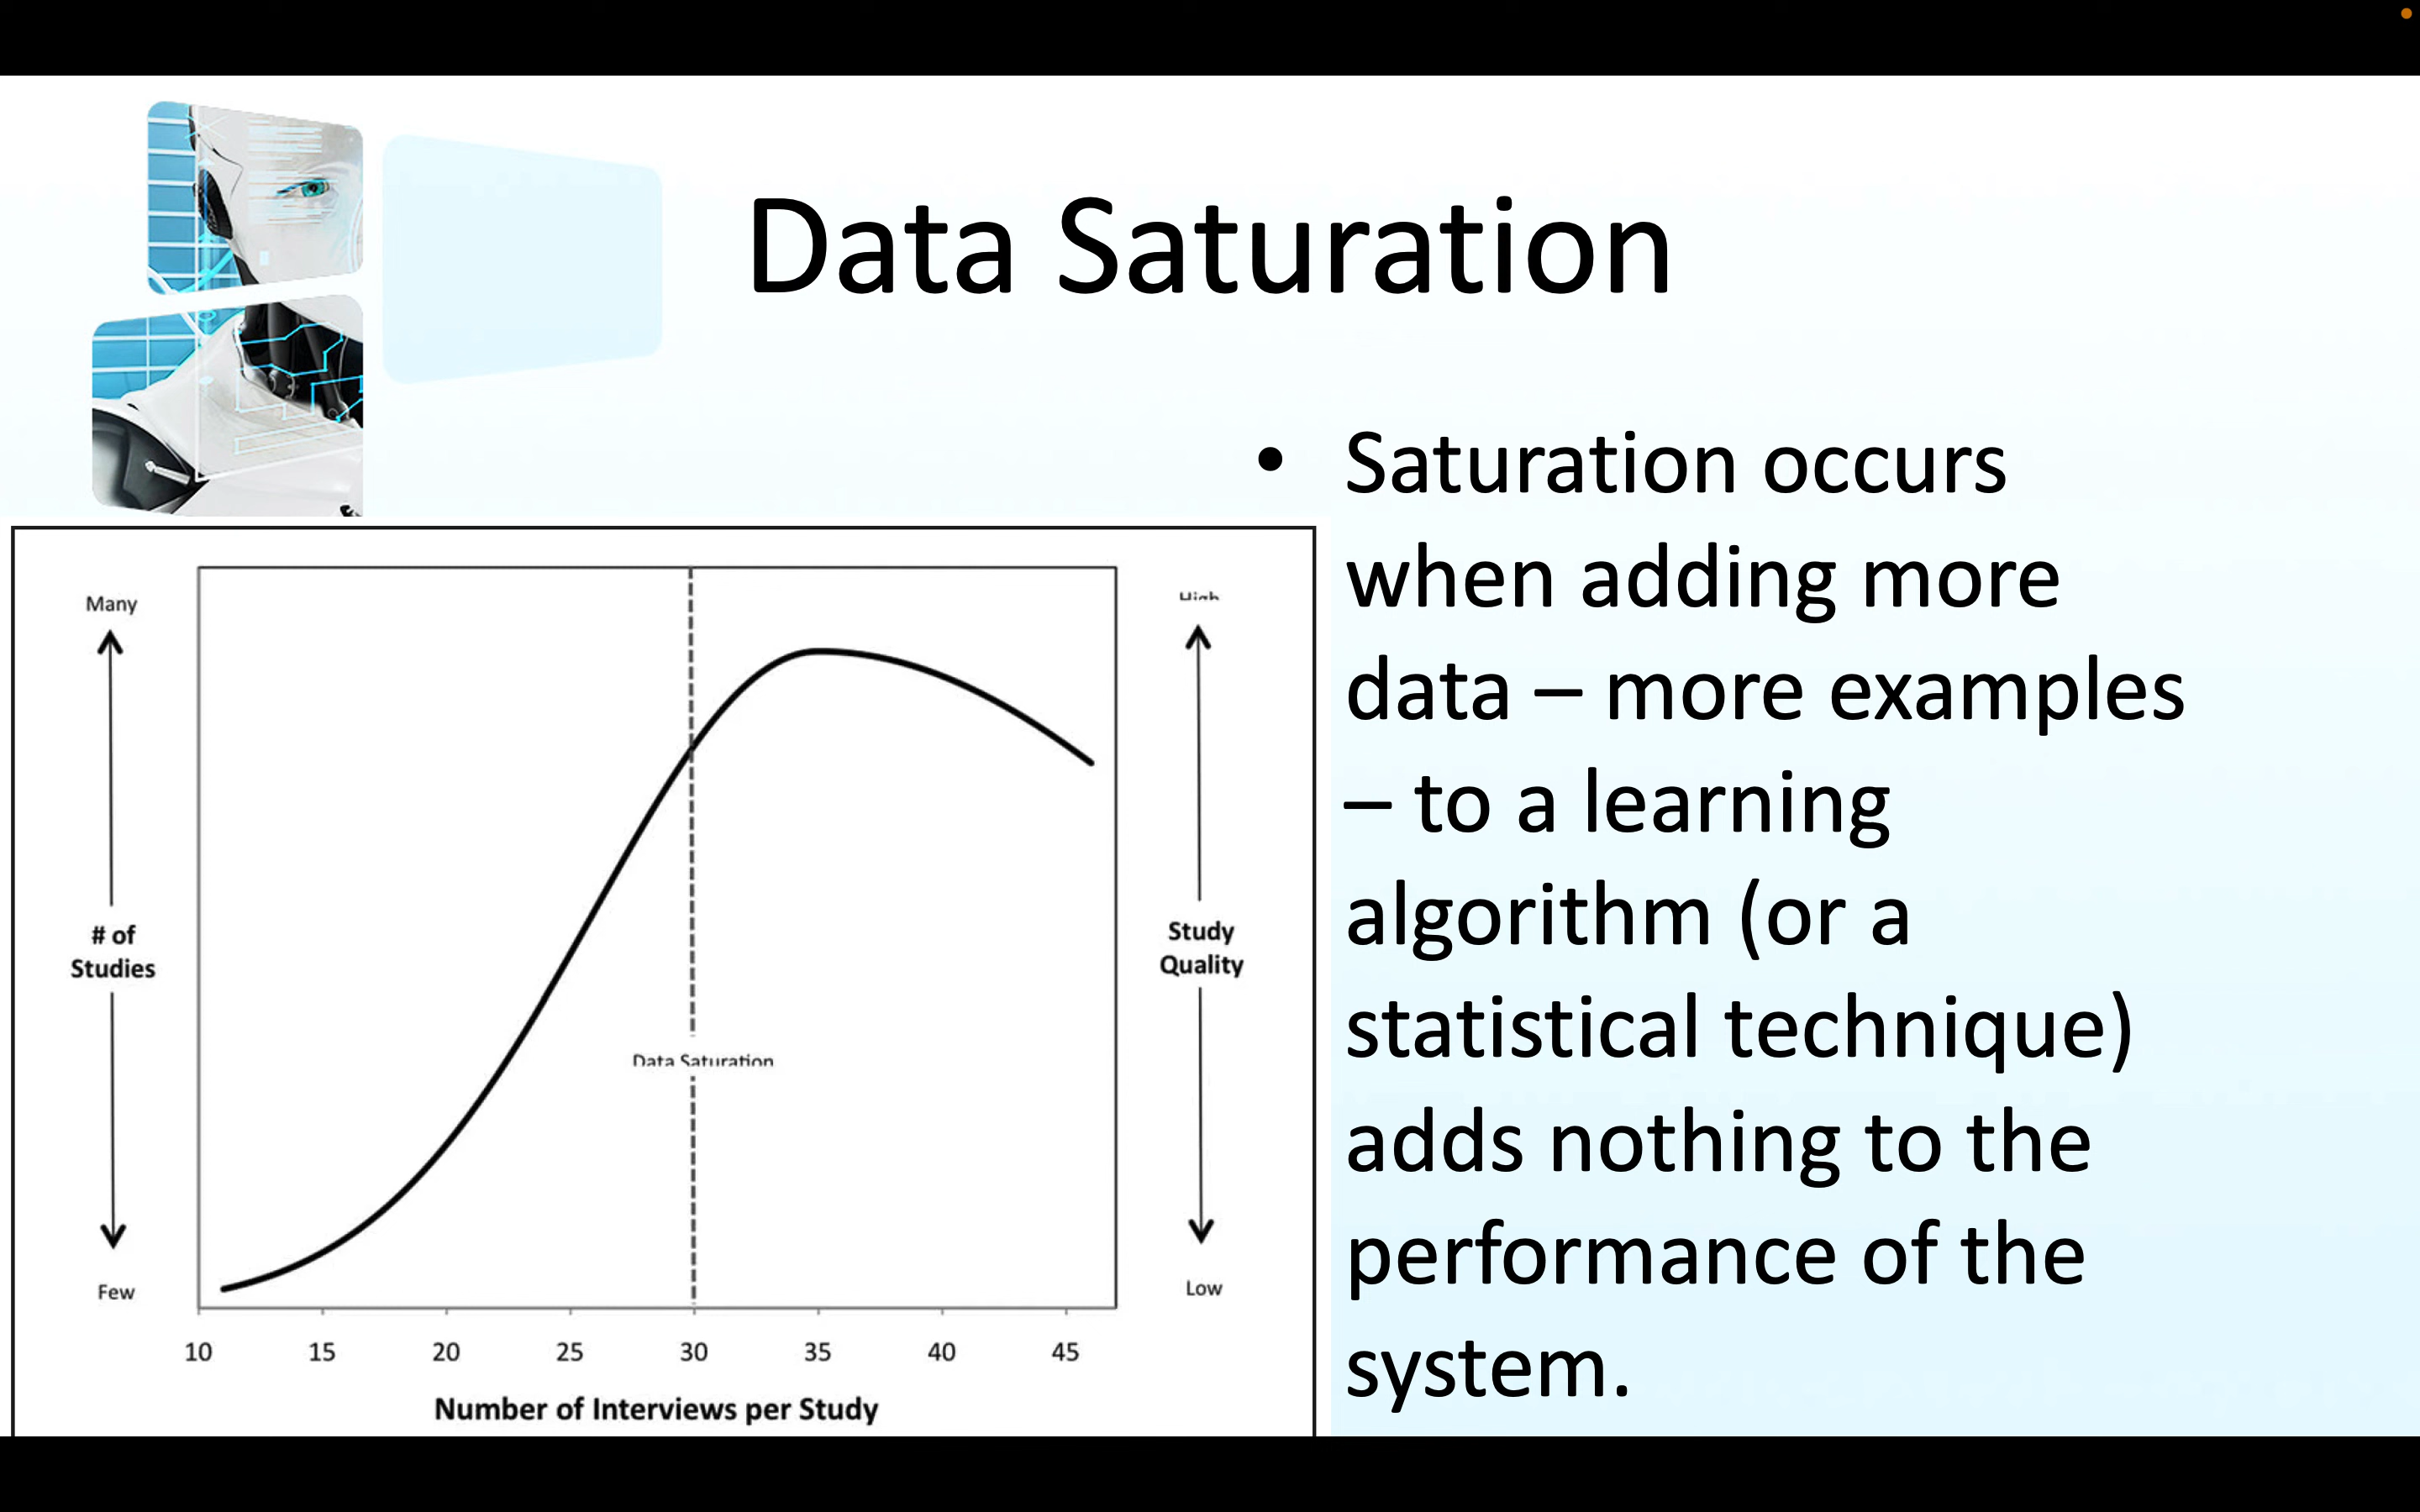 Data Saturation
• Saturation occurs
when adding more
data – more examples
– to a learning
algorithm (or a
statistical technique)
adds nothing to the
performance of the
system.
Many
# of
Studies
Few
High
Study
Quality
Low
Data Saturation
10 15 20 25 30 35 40 45
Number of Interviews per Study